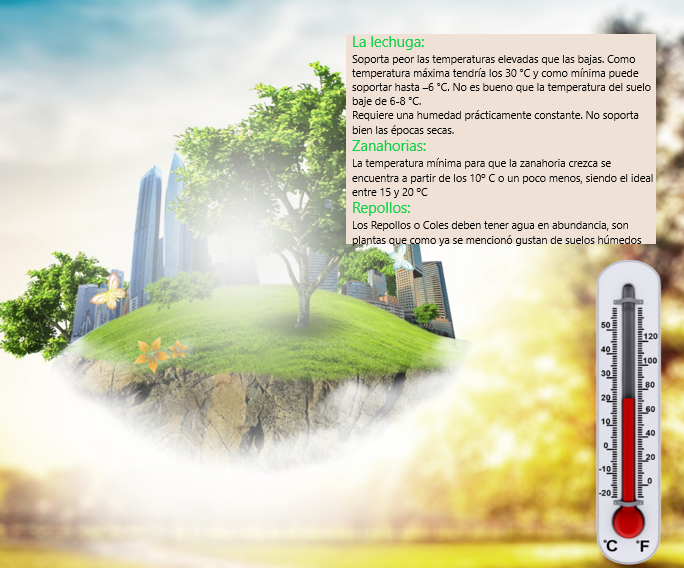 La lechuga:
Soporta peor las temperaturas elevadas que las bajas. Como
temperatura máxima tendría los 30 °C y como mínima puede
soportar hasta –6 °C. No es bueno que la temperatura del suelo
baje de 6-8 °C.
Requiere una humedad prácticamente constante. No soporta
bien las épocas secas.
Zanahorias:
La temperatura mínima para que la zanahoria crezca se
encuentra a partir de los 10º C o un poco menos, siendo el ideal
entre 15 y 20 ºC
Repollos:
Los Repollos o Coles deben tener agua en abundancia, son
plantas que como ya se mencionó gustan de suelos húmedos
50
120
40
100
30
80
20
60
10
40
0
20
-10
0
-20
°C °F